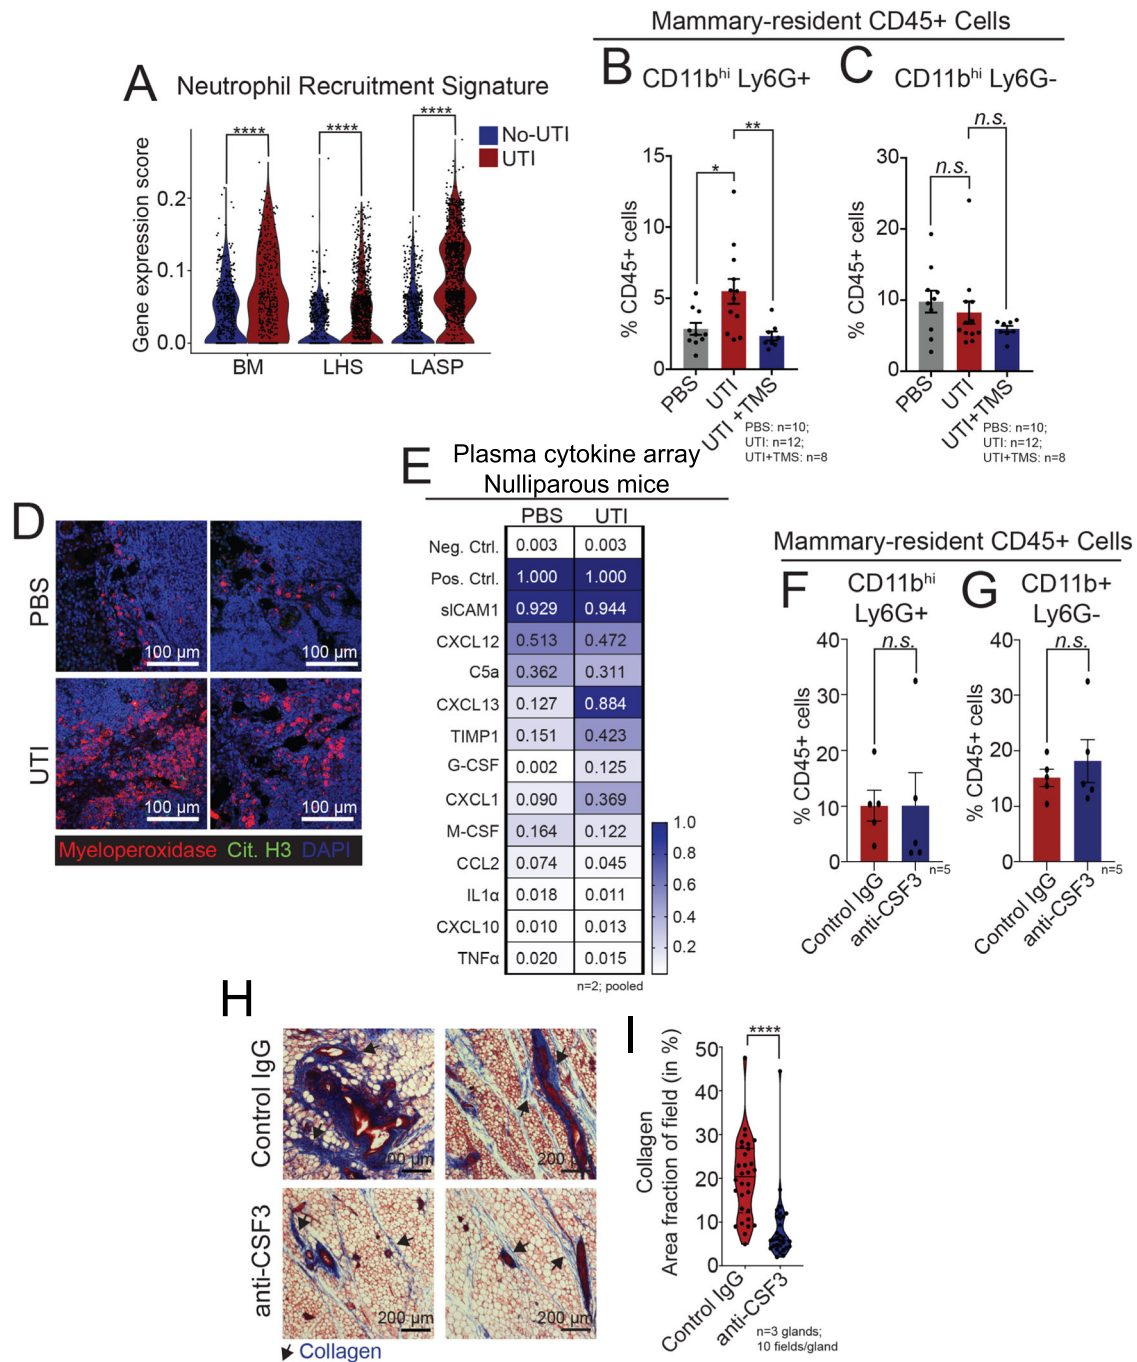 Mammary-resident CD45+ Cells
A
Neutrophil Recruitment Signature
Gene expression score
0.2
0.1
0.0
****
****
****
No-UTI
UTI
BM
LHS
LASP
B
CD11bhi Ly6G+
% CD45+ cells
15
10
5
0
*
**
PBS
UTI
UTI +TMS
PBS: n=10;
UTI: n=12;
UTI+TMS: n=8
C
CD11bhi Ly6G-
% CD45+ cells
30
20
10
0
n.s.
n.s.
PBS
UTI
UTI+TMS
PBS: n=10;
UTI: n=12;
UTI+TMS: n=8
D
PBS
100 µm
100 µm
UTI
100 µm
100 µm
Myeloperoxidase Cit. H3 DAPI
E
Plasma cytokine array
Nulliparous mice
PBS UTI
Neg. Ctrl. 0.003 0.003
Pos. Ctrl. 1.000 1.000
sICAM1 0.929 0.944
CXCL12 0.513 0.472
C5a 0.362 0.311
CXCL13 0.127 0.884
TIMP1 0.151 0.423
G-CSF 0.002 0.125
CXCL1 0.090 0.369
M-CSF 0.164 0.122
CCL2 0.074 0.045
IL1α 0.018 0.011
CXCL10 0.010 0.013
TNFα 0.020 0.015
n=2; pooled
1.0
0.8
0.6
0.4
0.2
Mammary-resident CD45+ Cells
F
CD11bhi
Ly6G+
% CD45+ cells
40
30
20
10
0
n.s.
Control IgG
anti-CSF3
n=5
G
CD11b+
Ly6G-
% CD45+ cells
40
30
20
10
0
n.s.
Control IgG
anti-CSF3
n=5
H
Control IgG
200 µm
200 µm
anti-CSF3
200 µm
200 µm
Collagen
I
Collagen
Area fraction of field (in %)
50
40
30
20
10
0
****
Control IgG
anti-CSF3
n=3 glands;
10 fields/gland